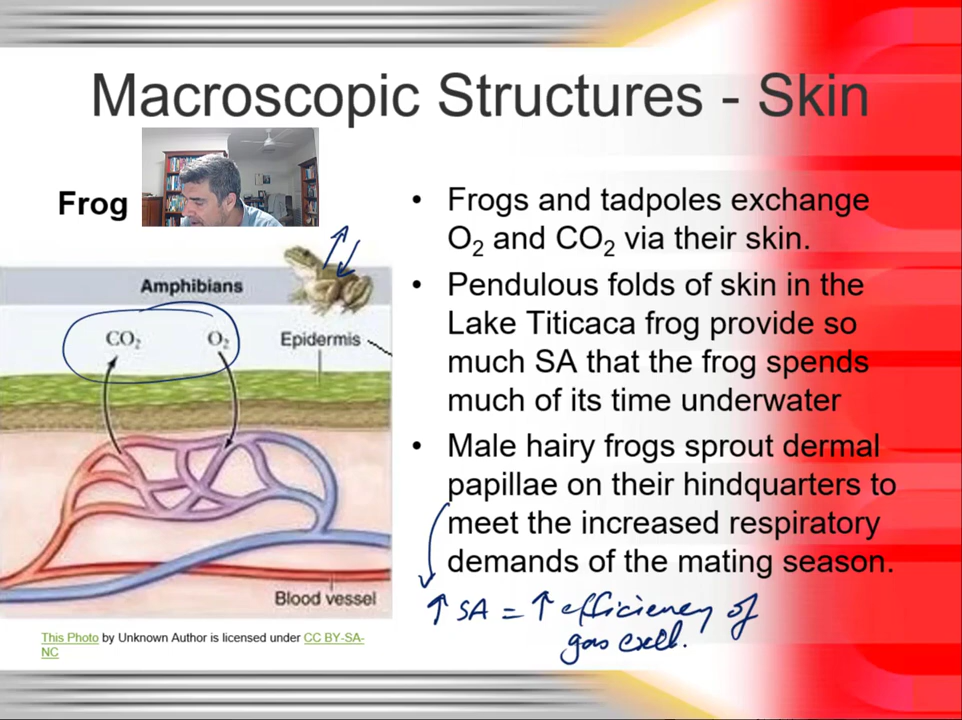 Macroscopic Structures - Skin
Frog
Amphibians
CO₂
O₂
Epidermis
Blood vessel
This Photo by Unknown Author is licensed under CC BY-SA-
NC
• Frogs and tadpoles exchange
O₂ and CO₂ via their skin.
• Pendulous folds of skin in the
Lake Titicaca frog provide so
much SA that the frog spends
much of its time underwater
• Male hairy frogs sprout dermal
papillae on their hindquarters to
meet the increased respiratory
demands of the mating season.
↑ SA = ↑ efficiency of
gas exch.